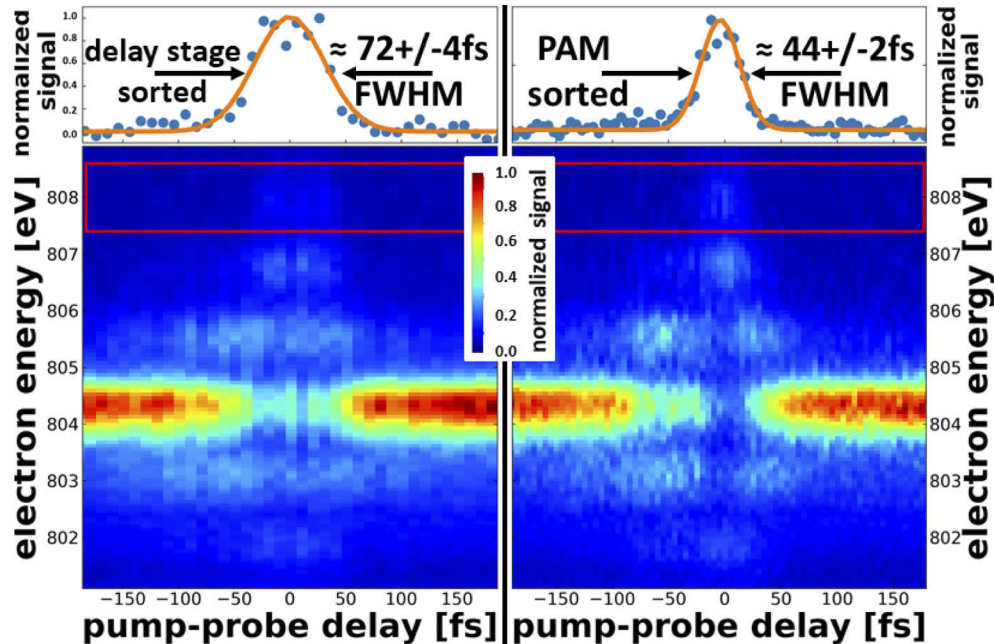 normalized signal
1.0
0.8
0.6
0.4
0.2
0.0
delay stage
sorted
≈ 72+/-4fs
FWHM
PAM
sorted
≈ 44+/-2fs
FWHM
normalized signal
electron energy [eV]
808
807
806
805
804
803
802
1.0
0.8
0.6
0.4
0.2
0.0
normalized signal
808
807
806
805
804
803
802
electron energy [eV]
−150 −100 −50 0 50 100 150
pump-probe delay [fs]
−150 −100 −50 0 50 100 150
pump-probe delay [fs]